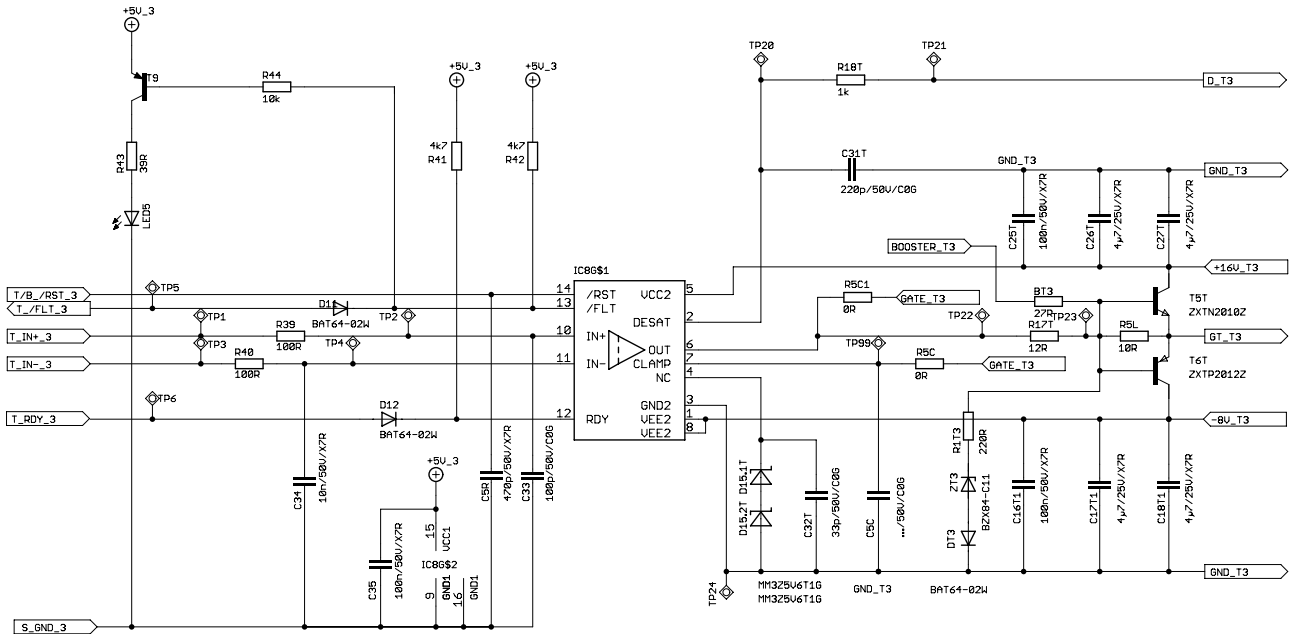 +5V_3
T9
R44
10k
+5V_3
+5V_3
R43
39R
LED5
4k7
R41
4k7
R42
TP20
TP21
R18T
1k
D_T3
C31T
220p/50V/C0G
GND_T3
GND_T3
C25T
100n/50V/X7R
C26T
4µ7/25V/X7R
C27T
4µ7/25V/X7R
BOOSTER_T3
+16V_T3
IC8G$1
T/B_/RST_3
TP5
14
/RST
VCC2
5
T_/FLT_3
D11
BAT64-02W
13
/FLT
DESAT
2
T_IN+_3
TP1
R39
100R
TP2
10
IN+
OUT
6
T_IN-_3
TP3
R40
100R
TP4
11
IN-
CLAMP
7
NC
4
T_RDY_3
TP6
D12
BAT64-02W
12
RDY
GND2
3
VEE2
1
VEE2
8
R5C1
0R
GATE_T3
BT3
27R
T5T
ZXTN2010Z
TP22
R17T
12R
TP23
R5L
10R
GT_T3
TP99
R5C
0R
GATE_T3
T6T
ZXTP2012Z
-8V_T3
R1T3
220R
ZT3
BZX84-C11
DT3
BAT64-02W
C34
10n/50V/X7R
+5V_3
C5R
470p/50V/X7R
C33
100p/50V/C0G
C35
100n/50V/X7R
15
VCC1
IC8G$2
9
GND1
16
GND1
D15.1T
D15.2T
C32T
33p/50V/C0G
C5C
.../50V/C0G
C16T1
100n/50V/X7R
C17T1
4µ7/25V/X7R
C18T1
4µ7/25V/X7R
GND_T3
TP24
MM3Z5V6T1G
MM3Z5V6T1G
GND_T3
S_GND_3